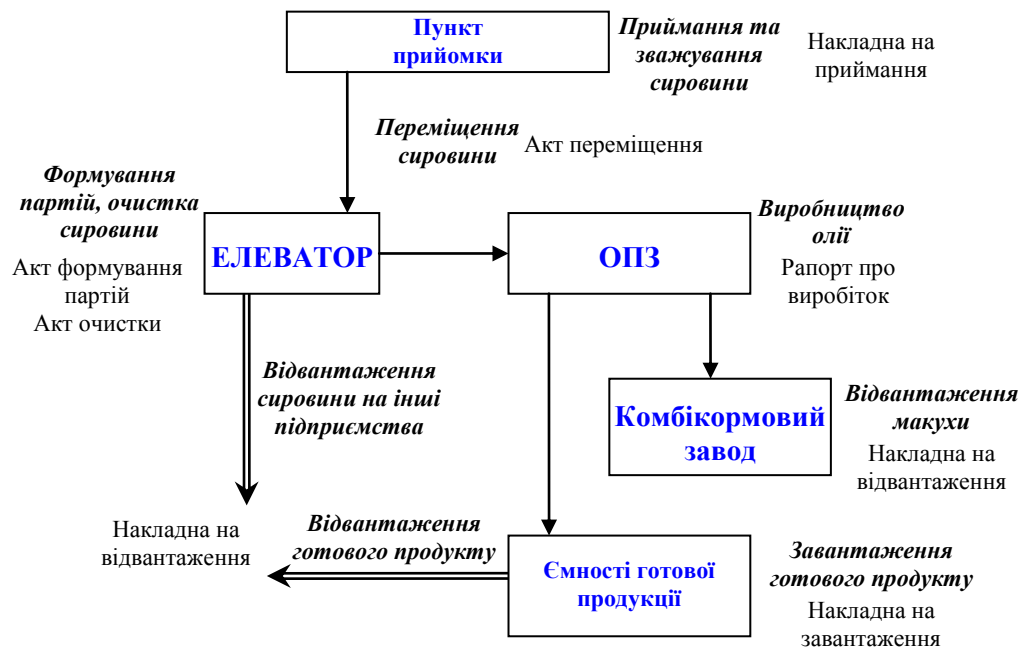 Пункт
прийомки
Приймання та
зважування
сировини
Накладна на
приймання
Переміщення
сировини
Акт переміщення
Формування
партій, очистка
сировини
Акт формування
партій
Акт очистки
ЕЛЕВАТОР
ОПЗ
Виробництво
олії
Рапорт про
виробіток
Відвантаження
сировини на інші
підприємства
Комбікормовий
завод
Відвантаження
макухи
Накладна на
відвантаження
Накладна на
відвантаження
Відвантаження
готового продукту
Ємності готової
продукції
Завантаження
готового продукту
Накладна на
завантаження